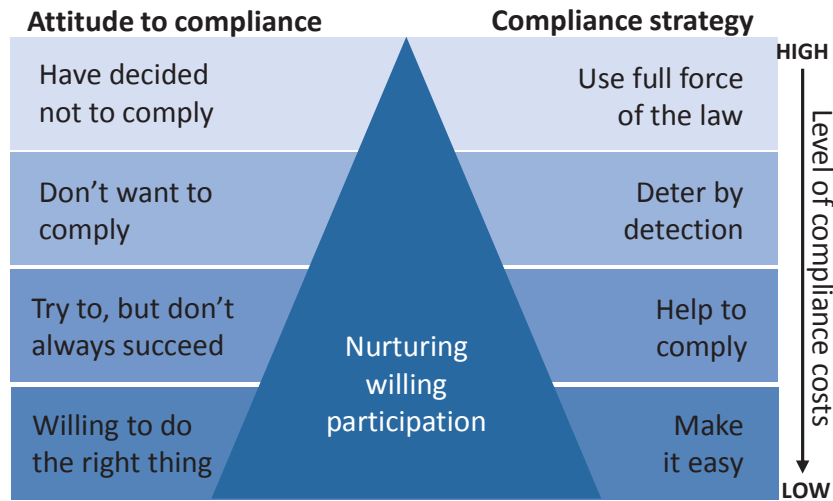 Attitude to compliance
Compliance strategy
HIGH
Have decided
not to comply
Use full force
of the law
Don’t want to
comply
Deter by
detection
Try to, but don’t
always succeed
Help to
comply
Nurturing
willing
participation
Willing to do
the right thing
Make
it easy
Level of compliance costs
LOW